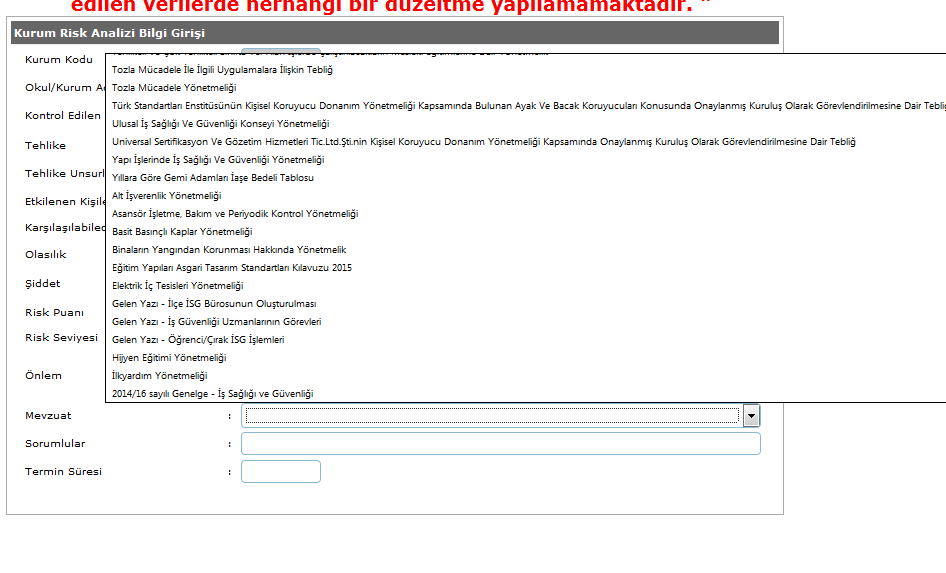 edilen verilerde herhangi bir düzeltme yapılamamaktadır. "
Kurum Risk Analizi Bilgi Girişi
Kurum Kodu
Tozla Mücadele İle İlgili Uygulamalara İlişkin Tebliğ
Okul/Kurum A
Tozla Mücadele Yönetmeliği
Türk Standartları Enstitüsünün Kişisel Koruyucu Donanım Yönetmeliği Kapsamında Bulunan Ayak Ve Bacak Koruyucuları Konusunda Onaylanmış Kuruluş Olarak Görevlendirilmesine Dair Tebliğ
Kontrol Edilen
Ulusal İş Sağlığı Ve Güvenliği Konseyi Yönetmeliği
Tehlike
Universal Sertifikasyon Ve Gözetim Hizmetleri Tic.Ltd.Şti.nin Kişisel Koruyucu Donanım Yönetmeliği Kapsamında Onaylanmış Kuruluş Olarak Görevlendirilmesine Dair Tebliğ
Yapı İşlerinde İş Sağlığı Ve Güvenliği Yönetmeliği
Tehlike Unsurl
Yıllara Göre Gemi Adamları İaşe Bedeli Tablosu
Alt İşverenlik Yönetmeliği
Etkilenen Kişile
Asansör İşletme, Bakım ve Periyodik Kontrol Yönetmeliği
Karşılaşılabilec
Basit Basınçlı Kaplar Yönetmeliği
Binaların Yangından Korunması Hakkında Yönetmelik
Olasılık
Eğitim Yapıları Asgari Tasarım Standartları Kılavuzu 2015
Şiddet
Elektrik İç Tesisleri Yönetmeliği
Gelen Yazı - İlçe İSG Bürosunun Oluşturulması
Risk Puanı
Gelen Yazı - İş Güvenliği Uzmanlarının Görevleri
Risk Seviyesi
Gelen Yazı - Öğrenci/Çırak İSG İşlemleri
Hijyen Eğitimi Yönetmeliği
Önlem
İlkyardım Yönetmeliği
2014/16 sayılı Genelge - İş Sağlığı ve Güvenliği
Mevzuat :
Sorumlular :
Termin Süresi :